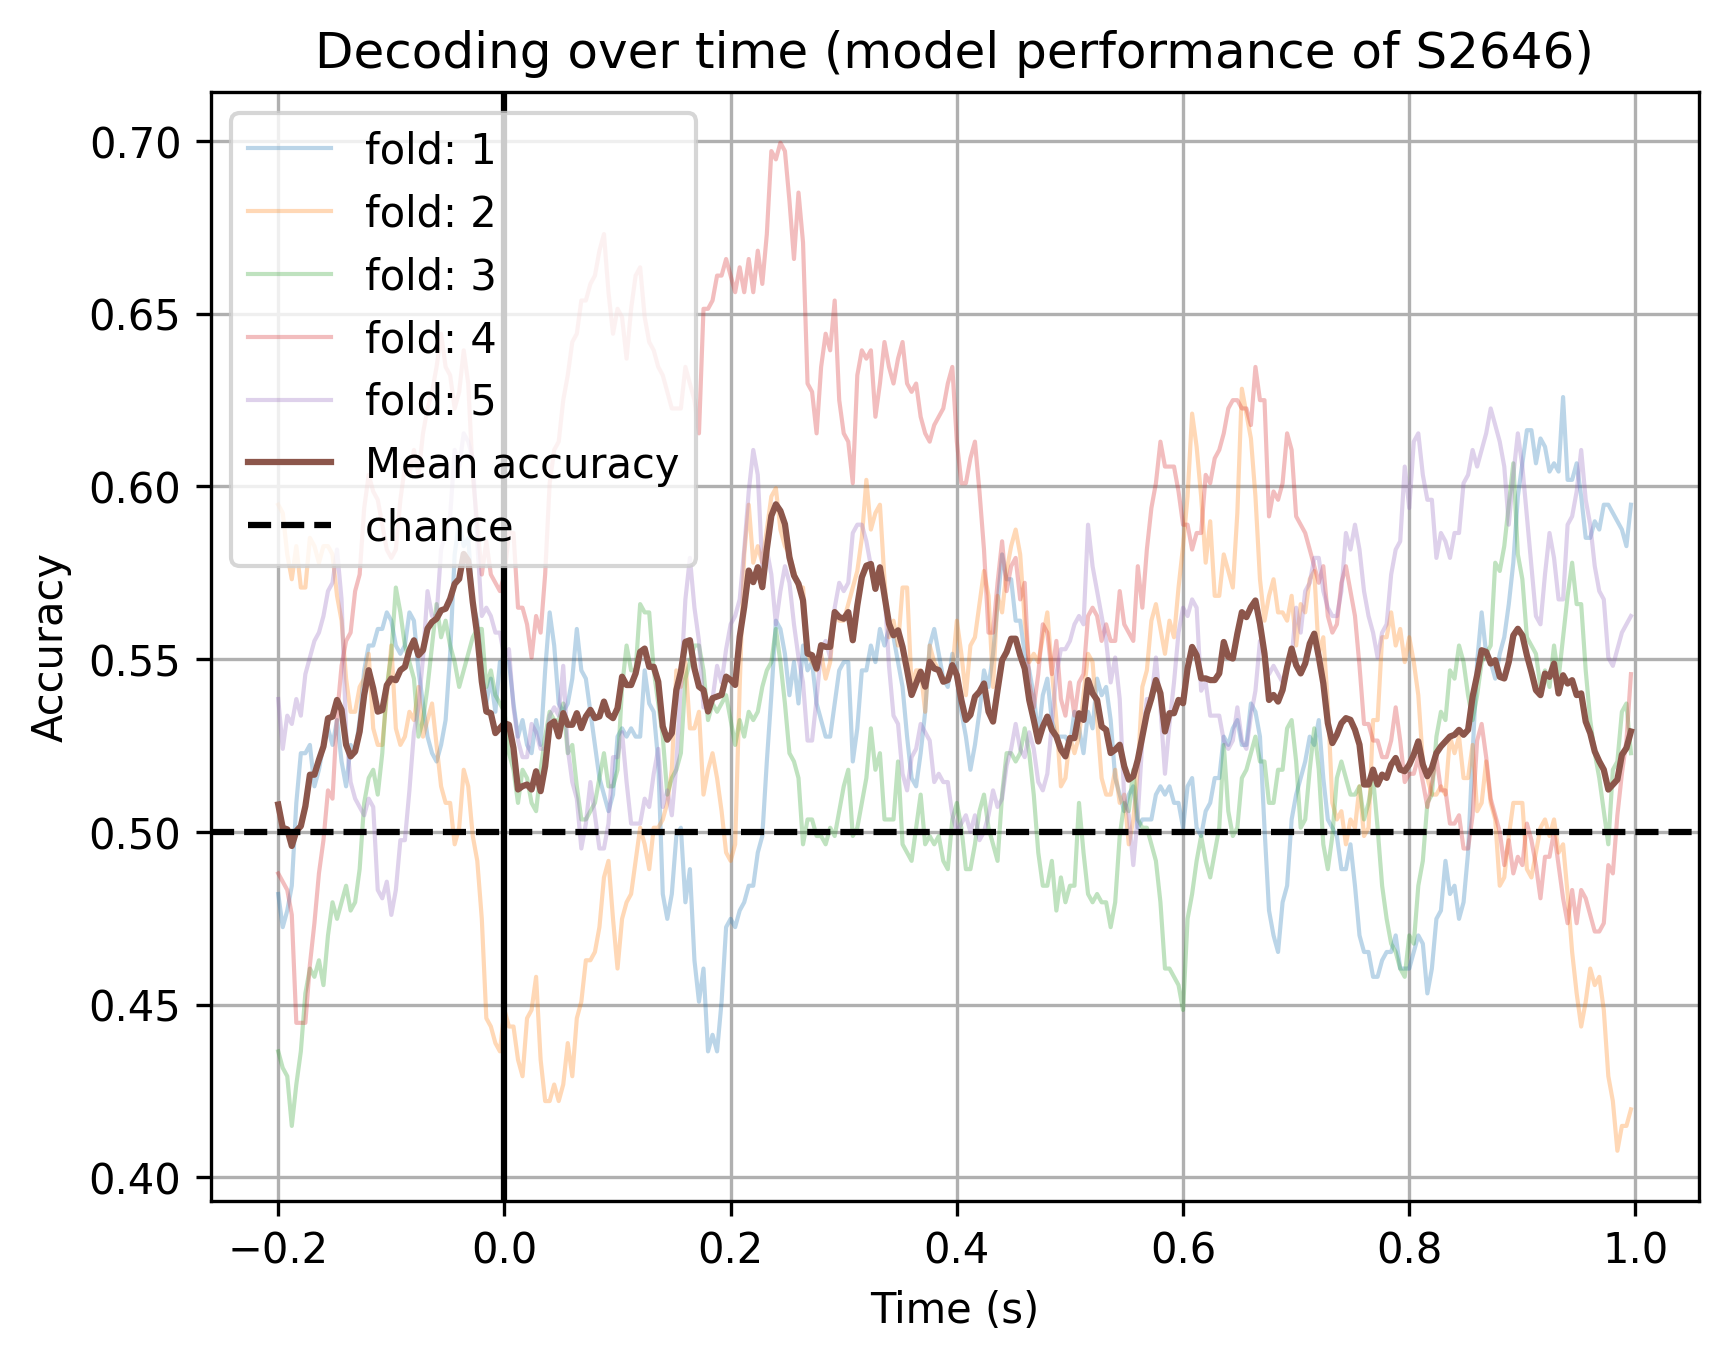 Decoding over time (model performance of S2646)
fold: 1
fold: 2
fold: 3
fold: 4
fold: 5
Mean accuracy
chance
Accuracy
0.70
0.65
0.60
0.55
0.50
0.45
0.40
−0.2 0.0 0.2 0.4 0.6 0.8 1.0
Time (s)